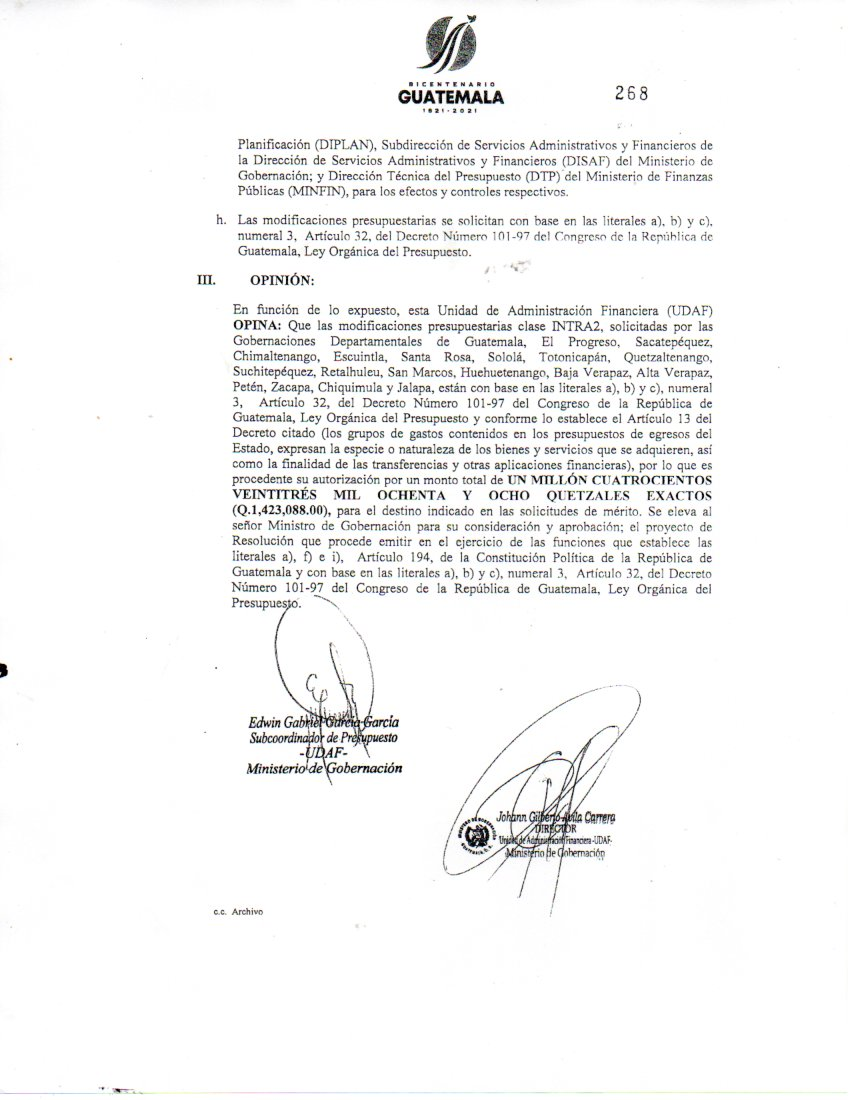 BICENTENARIO
GUATEMALA
1821-2021
268
Planificación (DIPLAN), Subdirección de Servicios Administrativos y Financieros de
la Dirección de Servicios Administrativos y Financieros (DISAF) del Ministerio de
Gobernación; y Dirección Técnica del Presupuesto (DTP) del Ministerio de Finanzas
Públicas (MINFIN), para los efectos y controles respectivos.
h. Las modificaciones presupuestarias se solicitan con base en las literales a), b) y c),
numeral 3, Artículo 32, del Decreto Número 101-97 del Congreso de la República de
Guatemala, Ley Orgánica del Presupuesto.
III. OPINIÓN:
En función de lo expuesto, esta Unidad de Administración Financiera (UDAF)
OPINA: Que las modificaciones presupuestarias clase INTRA2, solicitadas por las
Gobernaciones Departamentales de Guatemala, El Progreso, Sacatepéquez,
Chimaltenango, Escuintla, Santa Rosa, Sololá, Totonicapán, Quetzaltenango,
Suchitepéquez, Retalhuleu, San Marcos, Huehuetenango, Baja Verapaz, Alta Verapaz,
Petén, Zacapa, Chiquimula y Jalapa, están con base en las literales a), b) y c), numeral
3, Artículo 32, del Decreto Número 101-97 del Congreso de la República de
Guatemala, Ley Orgánica del Presupuesto y conforme lo establece el Artículo 13 del
Decreto citado (los grupos de gastos contenidos en los presupuestos de egresos del
Estado, expresan la especie o naturaleza de los bienes y servicios que se adquieren, así
como la finalidad de las transferencias y otras aplicaciones financieras), por lo que es
procedente su autorización por un monto total de UN MILLÓN CUATROCIENTOS
VEINTITRÉS MIL OCHENTA Y OCHO QUETZALES EXACTOS
(Q.1,423,088.00), para el destino indicado en las solicitudes de mérito. Se eleva al
señor Ministro de Gobernación para su consideración y aprobación; el proyecto de
Resolución que procede emitir en el ejercicio de las funciones que establece las
literales a), f) e i), Artículo 194, de la Constitución Política de la República de
Guatemala y con base en las literales a), b) y c), numeral 3, Artículo 32, del Decreto
Número 101-97 del Congreso de la República de Guatemala, Ley Orgánica del
Presupuesto.
Edwin Gabriel García García
Subcoordinador de Presupuesto
-UDAF-
Ministerio de Gobernación
Johann Gilberto Avila Carrera
DIRECTOR
Unidad de Administración Financiera -UDAF-
Ministerio de Gobernación
c.c. Archivo